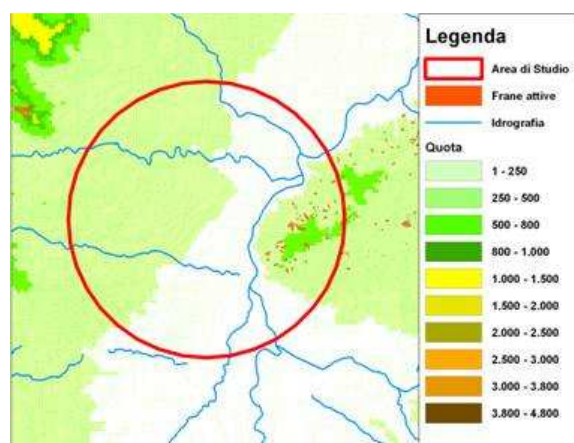 Legenda
Area di Studio
Frane attive
Idrografia
Quota
1 - 250
250 - 500
500 - 800
800 - 1.000
1.000 - 1.500
1.500 - 2.000
2.000 - 2.500
2.500 - 3.000
3.000 - 3.800
3.800 - 4.800